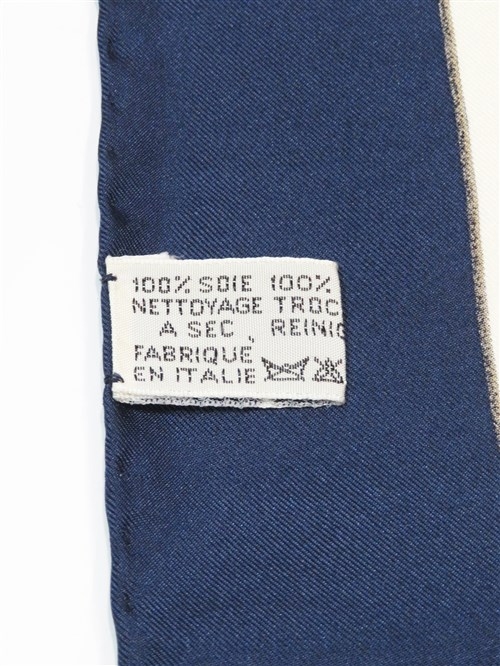 100% SOIE 100%
NETTOYAGE TROC
A SEC, REINIG
FABRIQUÉ
EN ITALIE